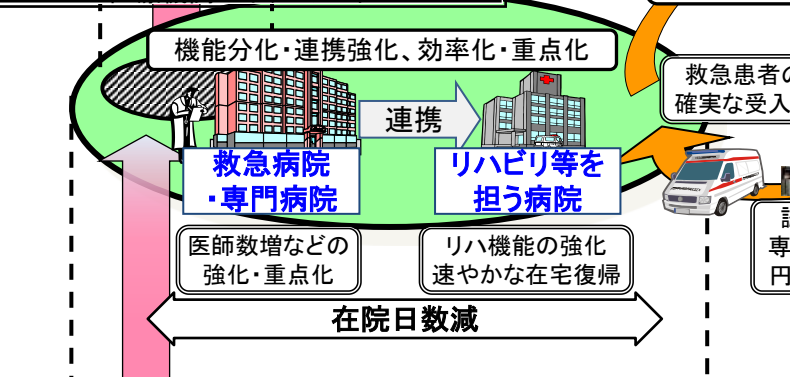 機能分化・連携強化、効率化・重点化
救急患者の
確実な受入
連携
救急病院
・専門病院
リハビリ等を
担う病院
医師数増などの
強化・重点化
リハ機能の強化
速やかな在宅復帰
専
円
在院日数減